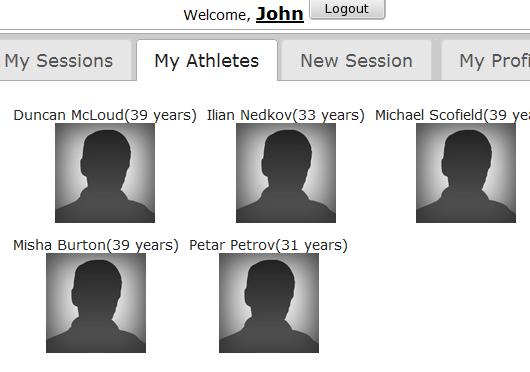 Welcome, John Logout
My Sessions My Athletes New Session My Profi
Duncan McLoud(39 years) Ilian Nedkov(33 years) Michael Scofield(39 yea
Misha Burton(39 years) Petar Petrov(31 years)